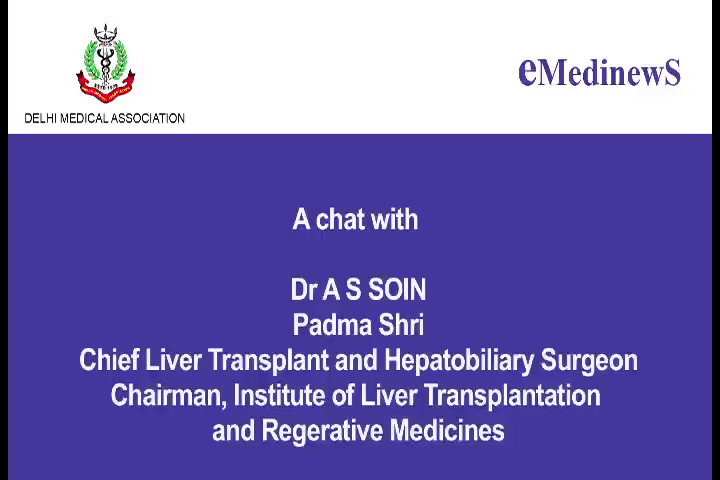 DELHI MEDICAL ASSOCIATION
eMedinewS
A chat with
Dr A S SOIN
Padma Shri
Chief Liver Transplant and Hepatobiliary Surgeon
Chairman, Institute of Liver Transplantation
and Regerative Medicines